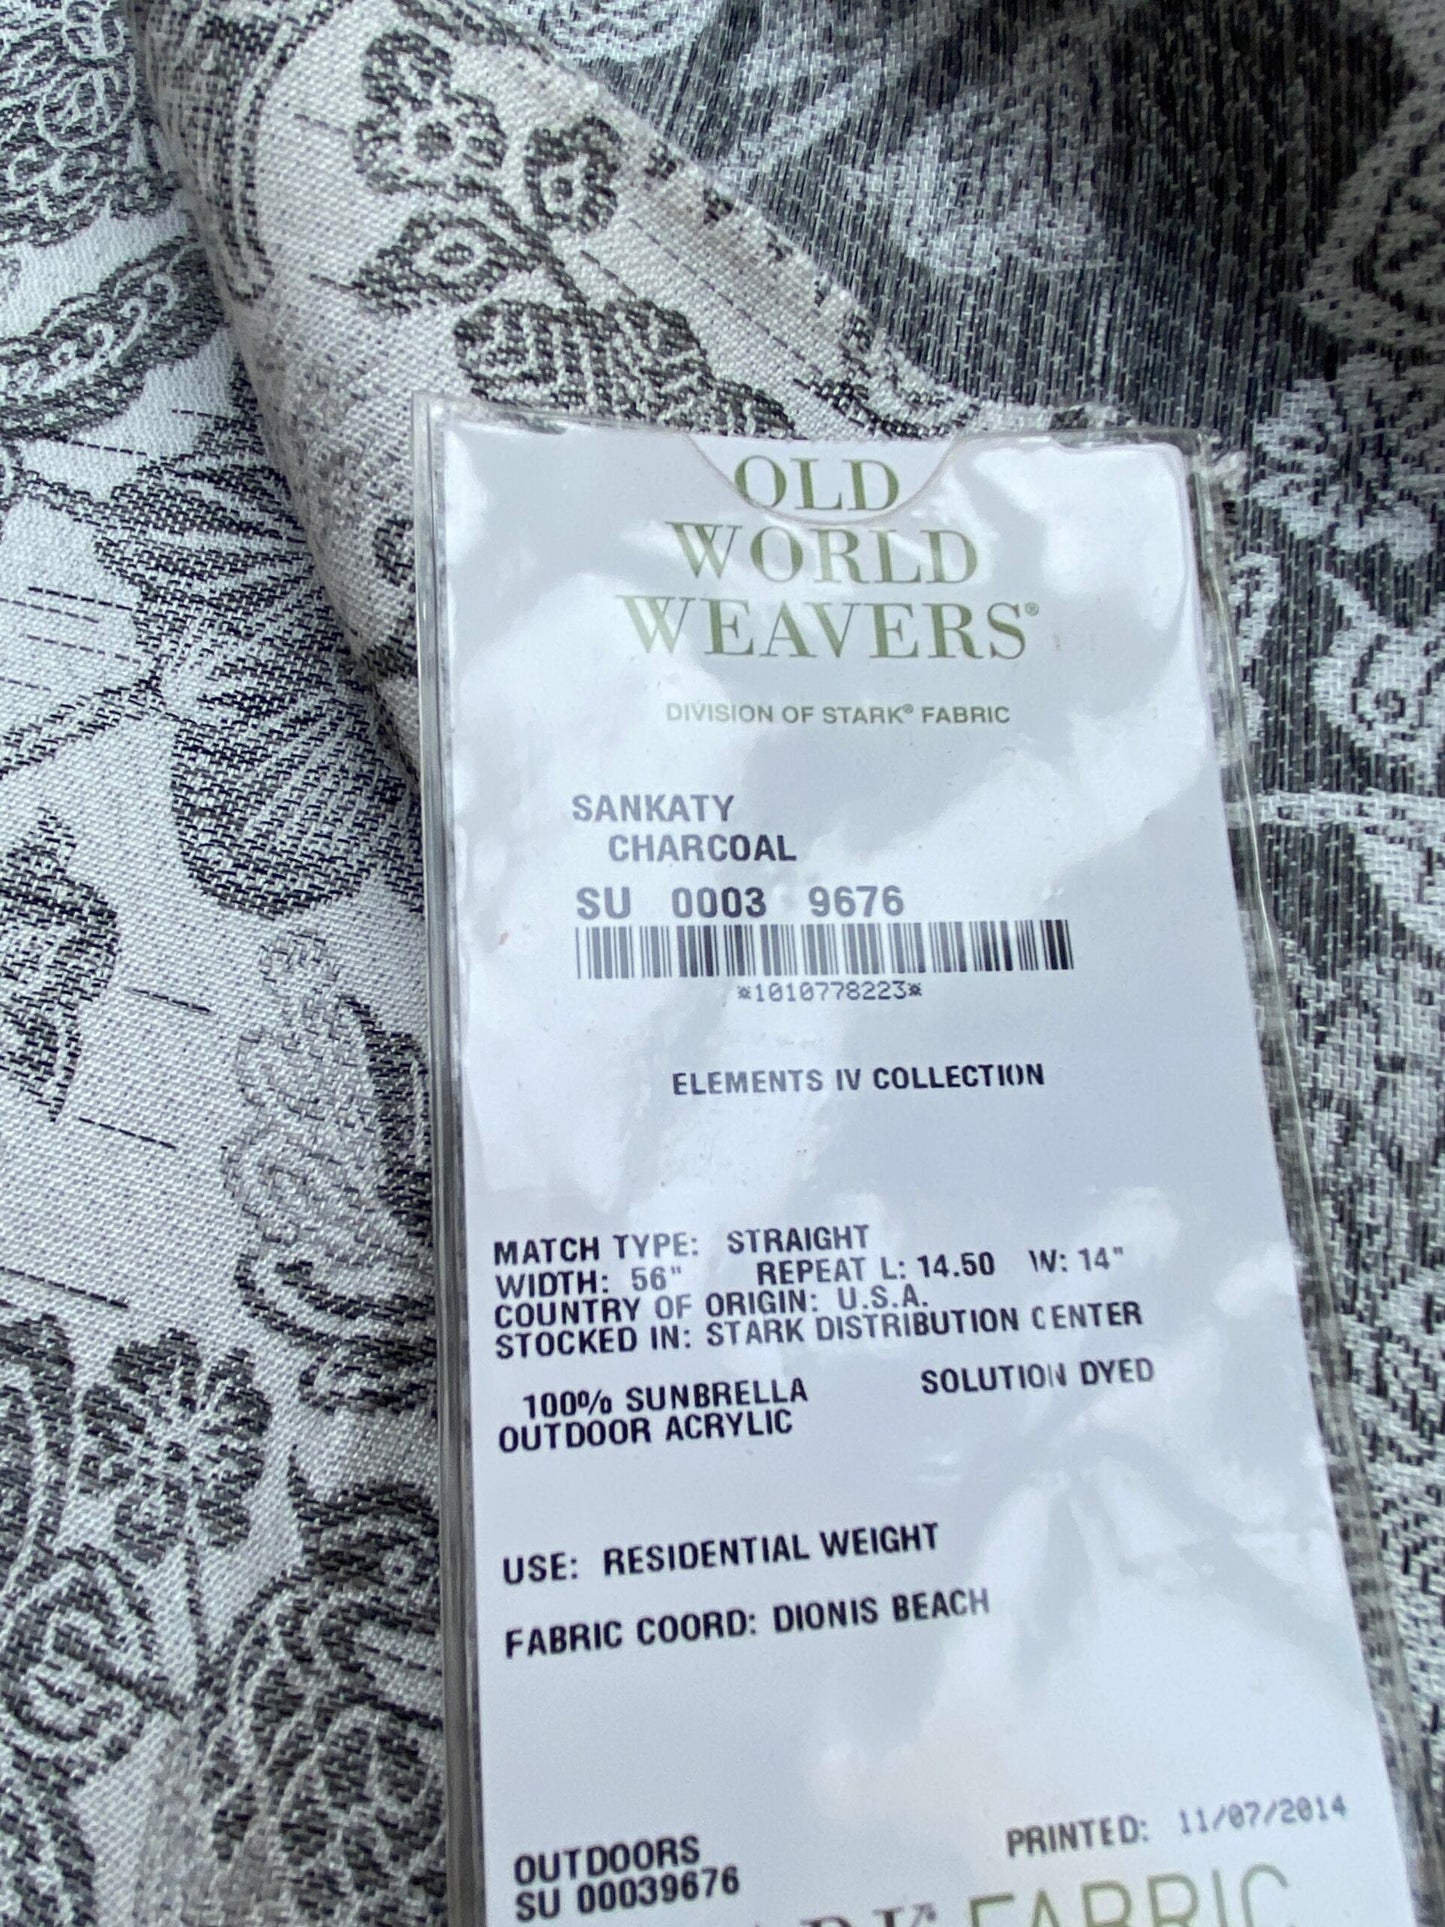 OLD
WORLD
WEAVERS®
DIVISION OF STARK® FABRIC
SANKATY
CHARCOAL
SU 0003 9676
*1010778223*
ELEMENTS IV COLLECTION
MATCH TYPE: STRAIGHT
WIDTH: 56" REPEAT L: 14.50 W: 14"
COUNTRY OF ORIGIN: U.S.A.
STOCKED IN: STARK DISTRIBUTION CENTER
100% SUNBRELLA SOLUTION DYED
OUTDOOR ACRYLIC
USE: RESIDENTIAL WEIGHT
FABRIC COORD: DIONIS BEACH
OUTDOORS PRINTED: 11/07/2014
SU 00039676
FABRIC